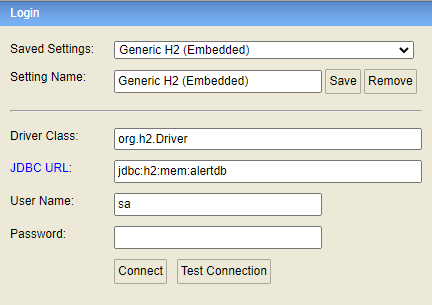 Login
Saved Settings: Generic H2 (Embedded)
Setting Name: Generic H2 (Embedded) Save Remove
Driver Class: org.h2.Driver
JDBC URL: jdbc:h2:mem:alertdb
User Name: sa
Password:
Connect Test Connection